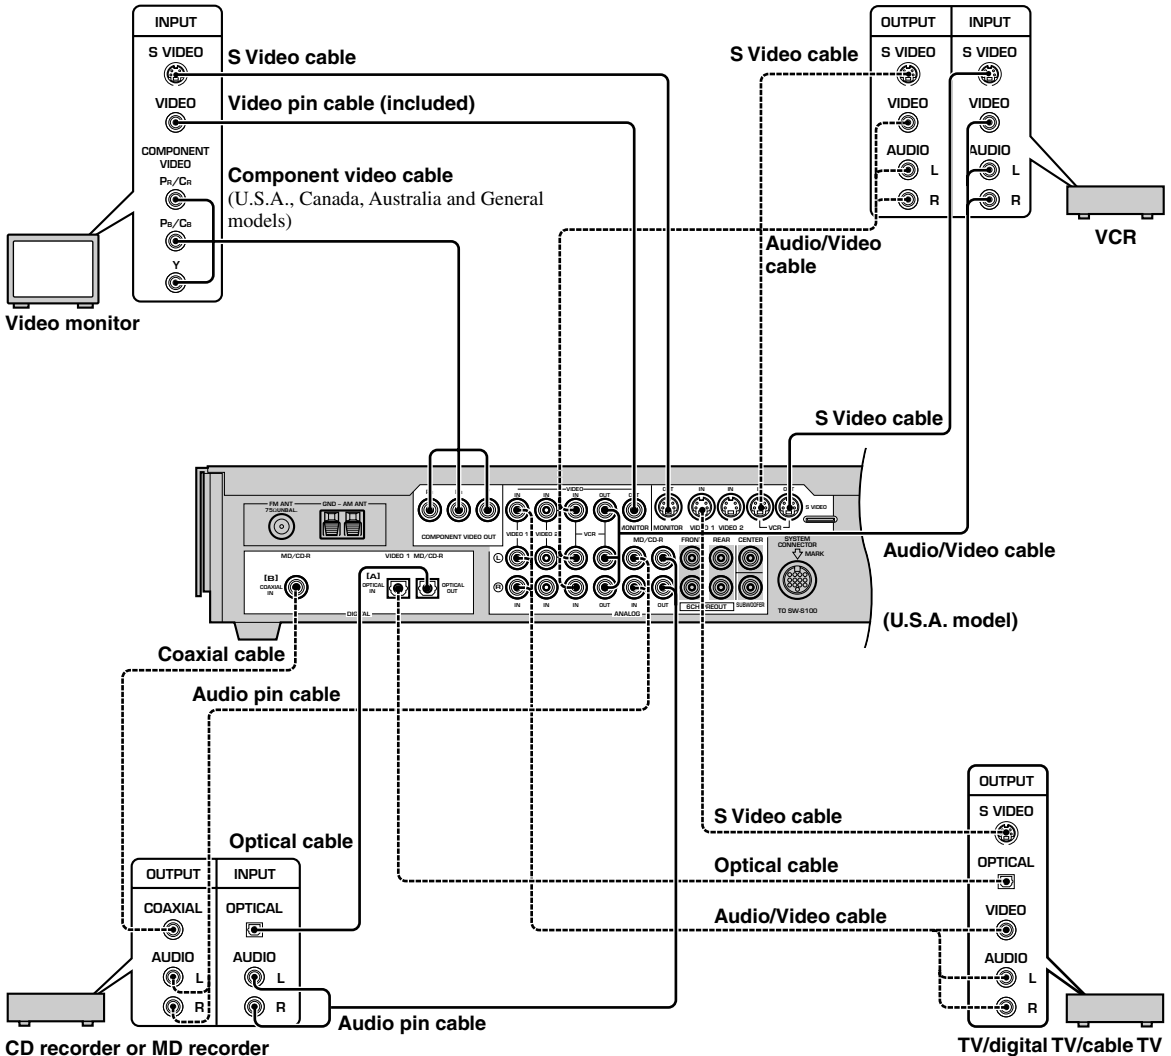 INPUT
S VIDEO
VIDEO
COMPONENT
VIDEO
PR/CR
PB/CB
Y
Video monitor
S Video cable
Video pin cable (included)
Component video cable
(U.S.A., Canada, Australia and General
models)
S Video cable
OUTPUT INPUT
S VIDEO S VIDEO
VIDEO VIDEO
AUDIO AUDIO
L L
R R
VCR
Audio/Video
cable
S Video cable
Audio/Video cable
(U.S.A. model)
FM ANT
75ΩUNBAL.
GND – AM ANT
COMPONENT VIDEO OUT
VIDEO
IN IN IN OUT OUT
VIDEO 1 VIDEO 2 VCR MONITOR
OUT IN IN OUT
MONITOR VIDEO 1 VIDEO 2 VCR
S VIDEO
MD/CD-R
[B]
COAXIAL
IN
VIDEO 1 MD/CD-R
[A]
OPTICAL
IN
OPTICAL
OUT
DIGITAL
L
R
MD/CD-R FRONT REAR CENTER
IN IN IN OUT IN OUT
6CH PREOUT
SUBWOOFER
ANALOG
SYSTEM
CONNECTOR
MARK
TO SW-S100
Coaxial cable
Audio pin cable
Optical cable
OUTPUT INPUT
COAXIAL OPTICAL
AUDIO AUDIO
L L
R R
Audio pin cable
CD recorder or MD recorder
S Video cable
Optical cable
Audio/Video cable
OUTPUT
S VIDEO
OPTICAL
VIDEO
AUDIO
L
R
TV/digital TV/cable TV